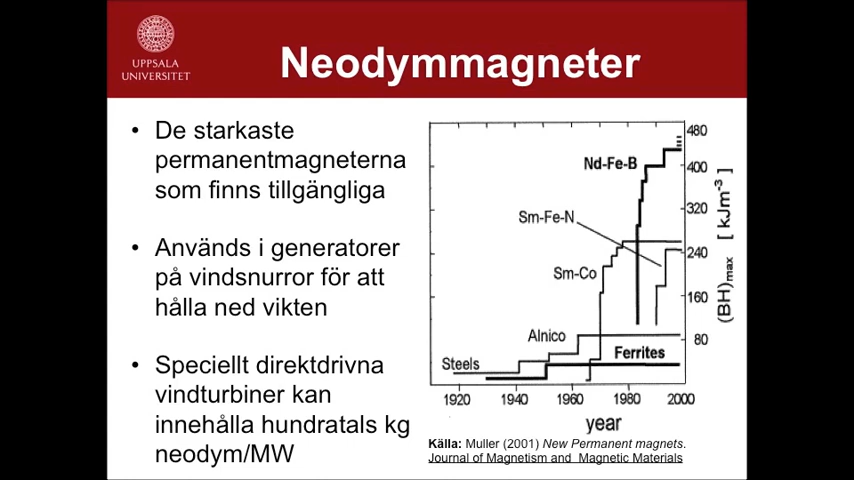 UPPSALA
UNIVERSITET
Neodymmagneter
• De starkaste
permanentmagneterna
som finns tillgängliga
• Används i generatorer
på vindsnurror för att
hålla ned vikten
• Speciellt direktdrivna
vindturbiner kan
innehålla hundratals kg
neodym/MW
480
Nd-Fe-B
400
320
Sm-Fe-N
240
Sm-Co
160
Alnico
80
Ferrites
Steels
(BH)max [ kJm-3 ]
1920 1940 1960 1980 2000
year
Källa: Muller (2001) New Permanent magnets.
Journal of Magnetism and Magnetic Materials